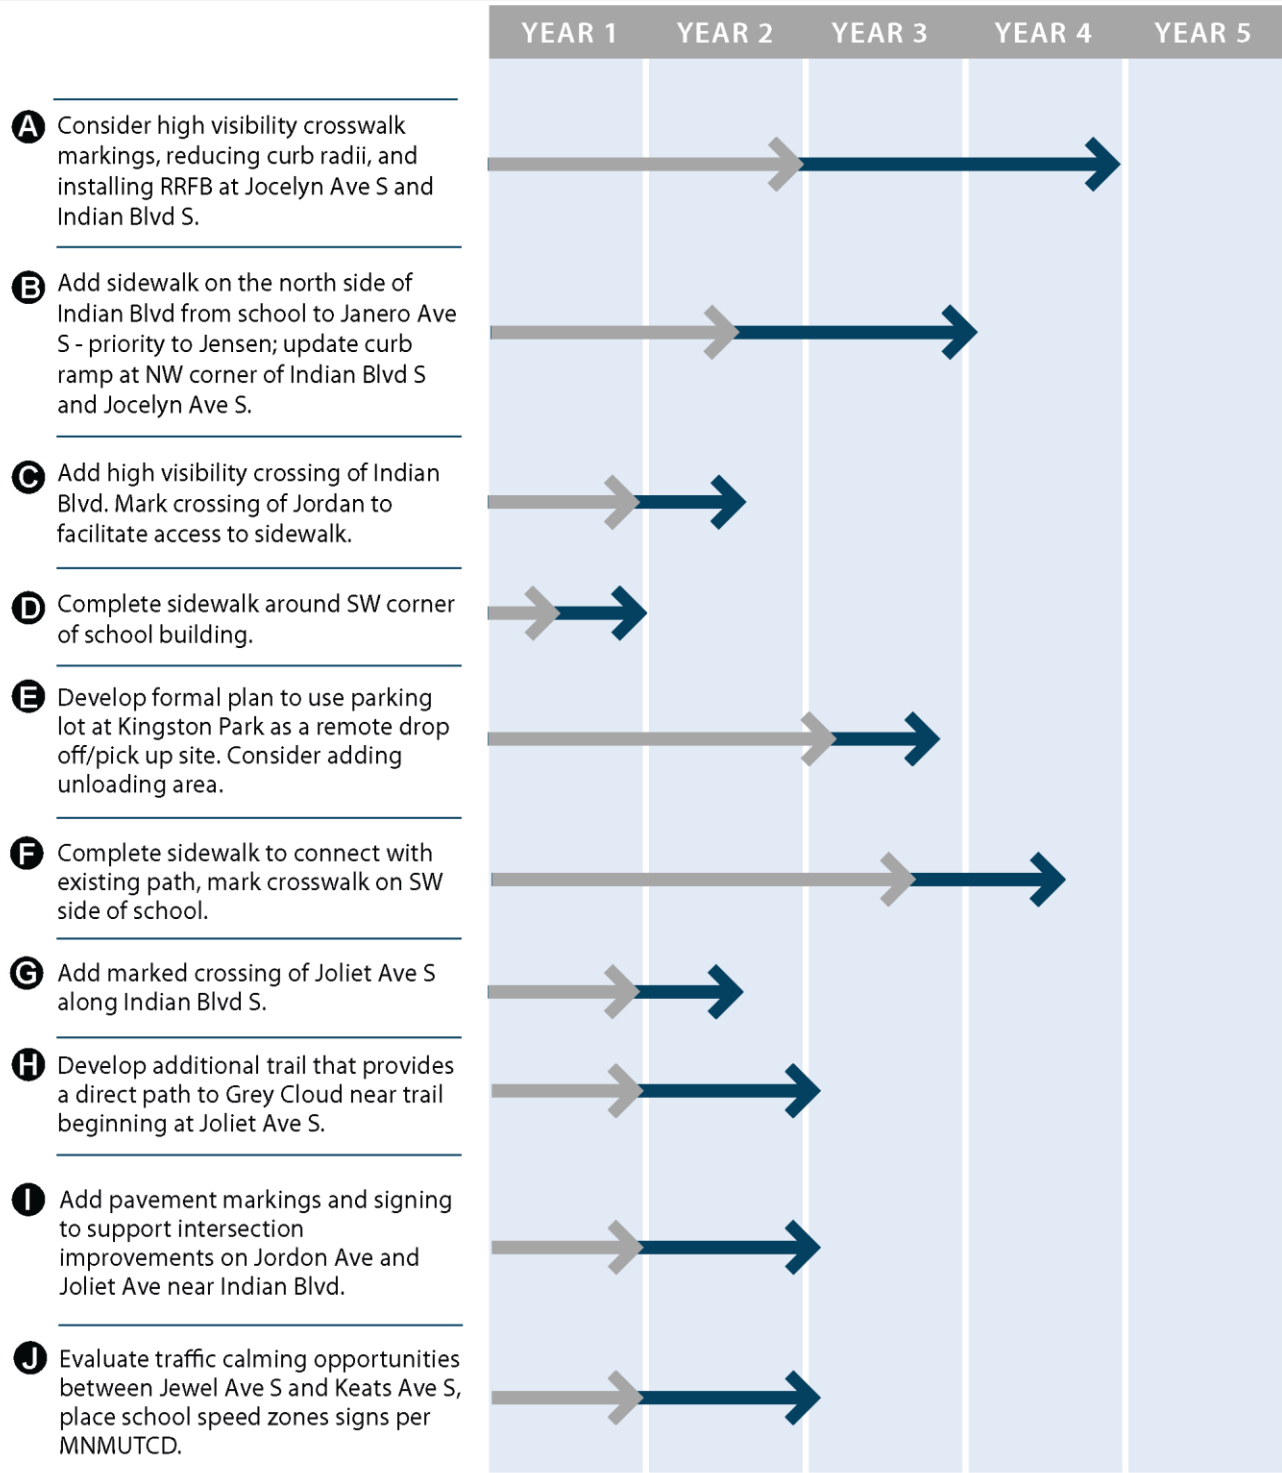 YEAR 1 YEAR 2 YEAR 3 YEAR 4 YEAR 5
A Consider high visibility crosswalk
markings, reducing curb radii, and
installing RRFB at Jocelyn Ave S and
Indian Blvd S.
B Add sidewalk on the north side of
Indian Blvd from school to Janero Ave
S - priority to Jensen; update curb
ramp at NW corner of Indian Blvd S
and Jocelyn Ave S.
C Add high visibility crossing of Indian
Blvd. Mark crossing of Jordan to
facilitate access to sidewalk.
D Complete sidewalk around SW corner
of school building.
E Develop formal plan to use parking
lot at Kingston Park as a remote drop
off/pick up site. Consider adding
unloading area.
F Complete sidewalk to connect with
existing path, mark crosswalk on SW
side of school.
G Add marked crossing of Joliet Ave S
along Indian Blvd S.
H Develop additional trail that provides
a direct path to Grey Cloud near trail
beginning at Joliet Ave S.
I Add pavement markings and signing
to support intersection
improvements on Jordon Ave and
Joliet Ave near Indian Blvd.
J Evaluate traffic calming opportunities
between Jewel Ave S and Keats Ave S,
place school speed zones signs per
MNMUTCD.